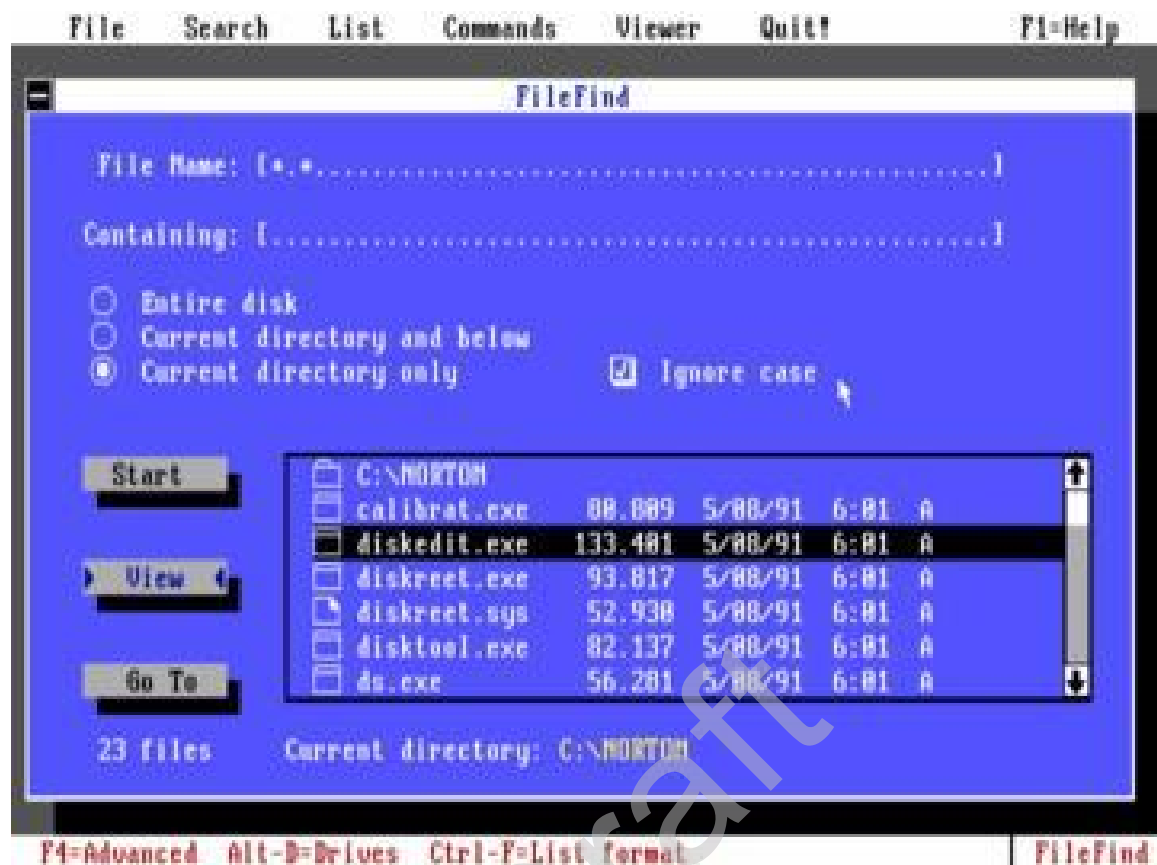 File Search List Commands Viewer Quit! F1=Help
FileFind
File Name: [*.*..............................................]
Containing: [.................................................]
Entire disk
Current directory and below
Current directory only Ignore case
Start
C:\NORTON
calibrat.exe 80.809 5/08/91 6:01 A
diskedit.exe 133.401 5/08/91 6:01 A
View
diskreet.exe 93.817 5/08/91 6:01 A
diskreet.sys 52.930 5/08/91 6:01 A
disktool.exe 82.137 5/08/91 6:01 A
Go To
ds.exe 56.281 5/08/91 6:01 A
23 files Current directory: C:\NORTON
F4=Advanced Alt-D=Drives Ctrl-F=List format FileFind